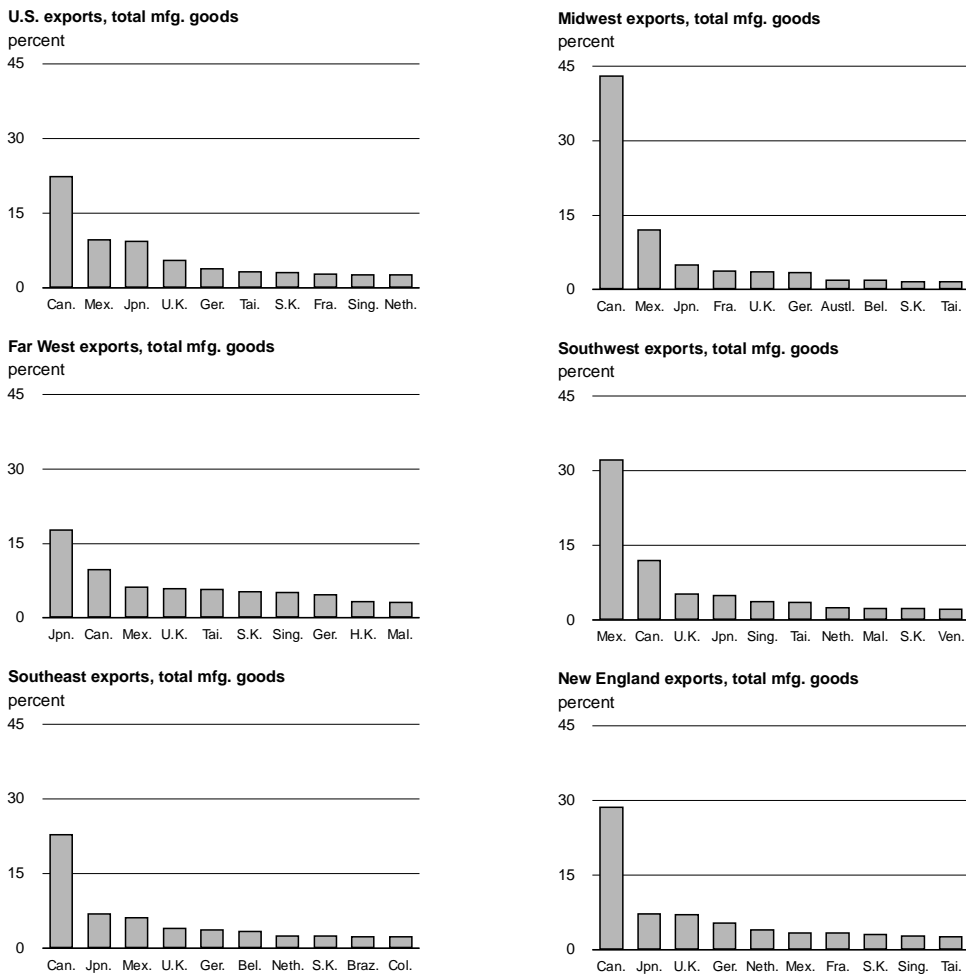 U.S. exports, total mfg. goods
percent
45
30
15
0
Can. Mex. Jpn. U.K. Ger. Tai. S.K. Fra. Sing. Neth.
Midwest exports, total mfg. goods
percent
45
30
15
0
Can. Mex. Jpn. Fra. U.K. Ger. Austl. Bel. S.K. Tai.
Far West exports, total mfg. goods
percent
45
30
15
0
Jpn. Can. Mex. U.K. Tai. S.K. Sing. Ger. H.K. Mal.
Southwest exports, total mfg. goods
percent
45
30
15
0
Mex. Can. U.K. Jpn. Sing. Tai. Neth. Mal. S.K. Ven.
Southeast exports, total mfg. goods
percent
45
30
15
0
Can. Jpn. Mex. U.K. Ger. Bel. Neth. S.K. Braz. Col.
New England exports, total mfg. goods
percent
45
30
15
0
Can. Jpn. U.K. Ger. Neth. Mex. Fra. S.K. Sing. Tai.